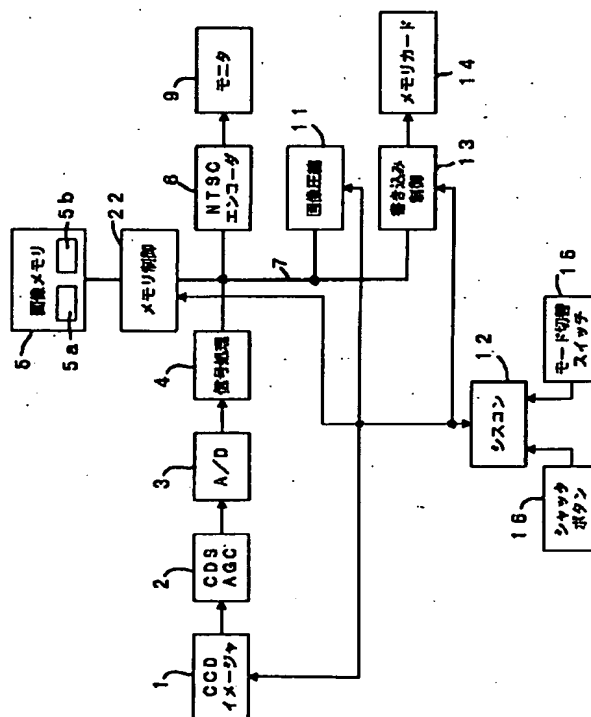 画像メモリ
5
5a
5b
22
メモリ制御
9
モニタ
6
NTSC
エンコーダ
4
信号処理
3
A/D
2
CDS
AGC
1
CCD
イメージャ
7
11
画像圧縮
メモリカード
14
書き込み
制御
13
12
シスコン
15
モード切替
スイッチ
16
シャッタ
ボタン